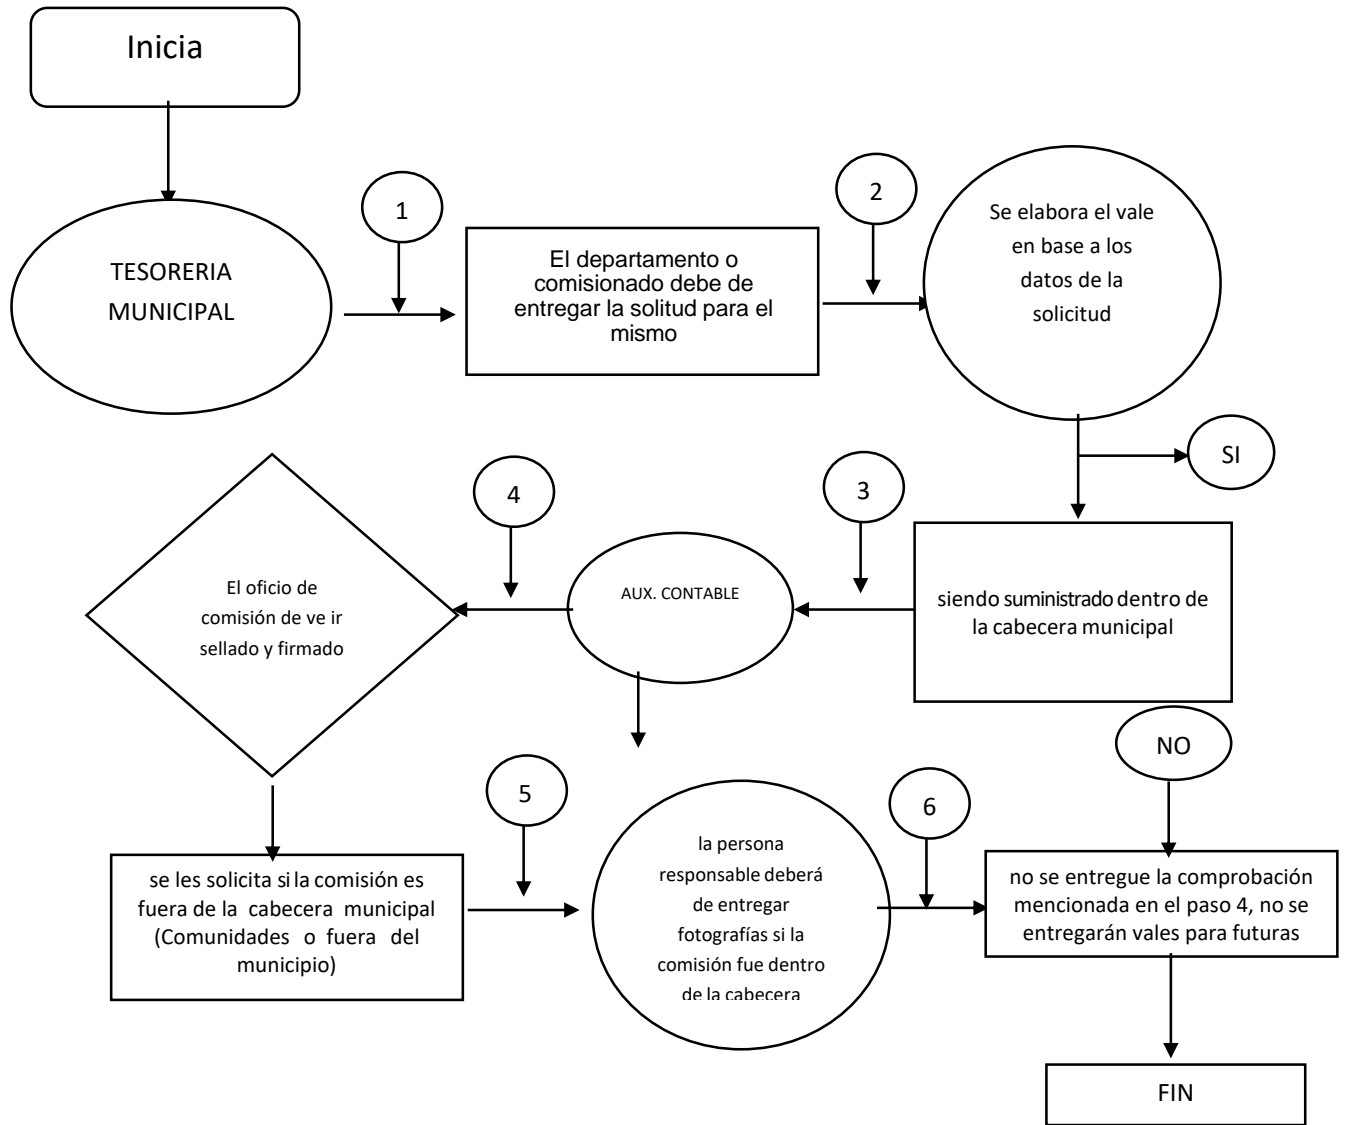 Inicia
TESORERIA
MUNICIPAL
1
El departamento o
comisionado debe de
entregar la solitud para el
mismo
2
Se elabora el vale
en base a los
datos de la
solicitud
SI
siendo suministrado dentro de
la cabecera municipal
3
AUX. CONTABLE
4
El oficio de
comisión de ve ir
sellado y firmado
se les solicita si la comisión es
fuera de la cabecera municipal
(Comunidades o fuera del
municipio)
5
la persona
responsable deberá
de entregar
fotografías si la
comisión fue dentro
de la cabecera
6
NO
no se entregue la comprobación
mencionada en el paso 4, no se
entregarán vales para futuras
FIN